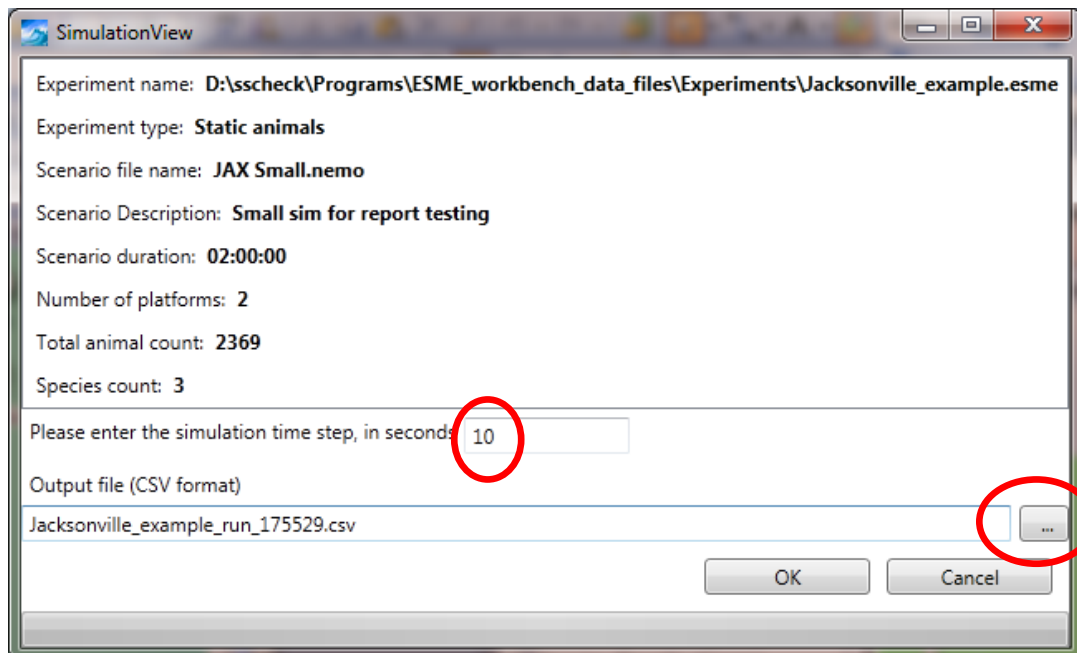 SimulationView
Experiment name: D:\sscheck\Programs\ESME_workbench_data_files\Experiments\Jacksonville_example.esme
Experiment type: Static animals
Scenario file name: JAX Small.nemo
Scenario Description: Small sim for report testing
Scenario duration: 02:00:00
Number of platforms: 2
Total animal count: 2369
Species count: 3
Please enter the simulation time step, in seconds 10
Output file (CSV format)
Jacksonville_example_run_175529.csv ...
OK Cancel